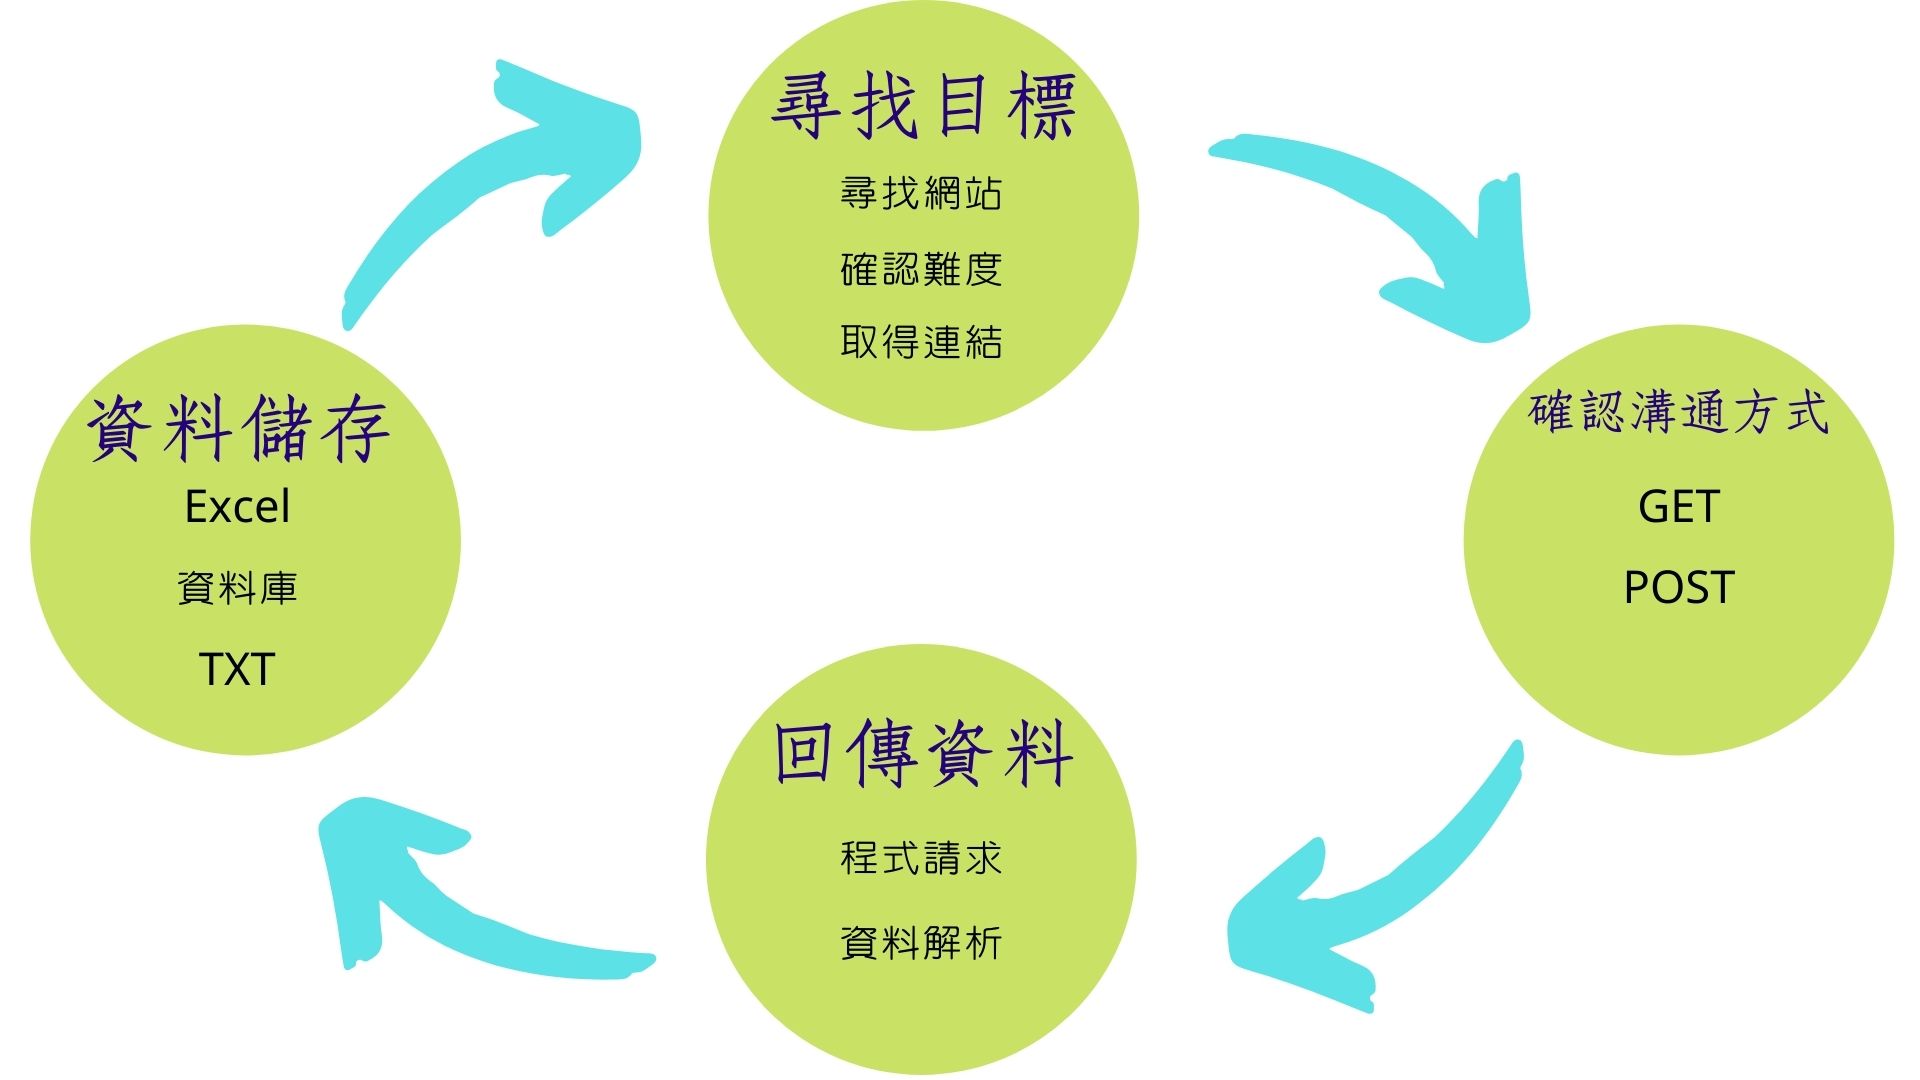 尋找目標
尋找網站
確認難度
取得連結
確認溝通方式
GET
POST
回傳資料
程式請求
資料解析
資料儲存
Excel
資料庫
TXT